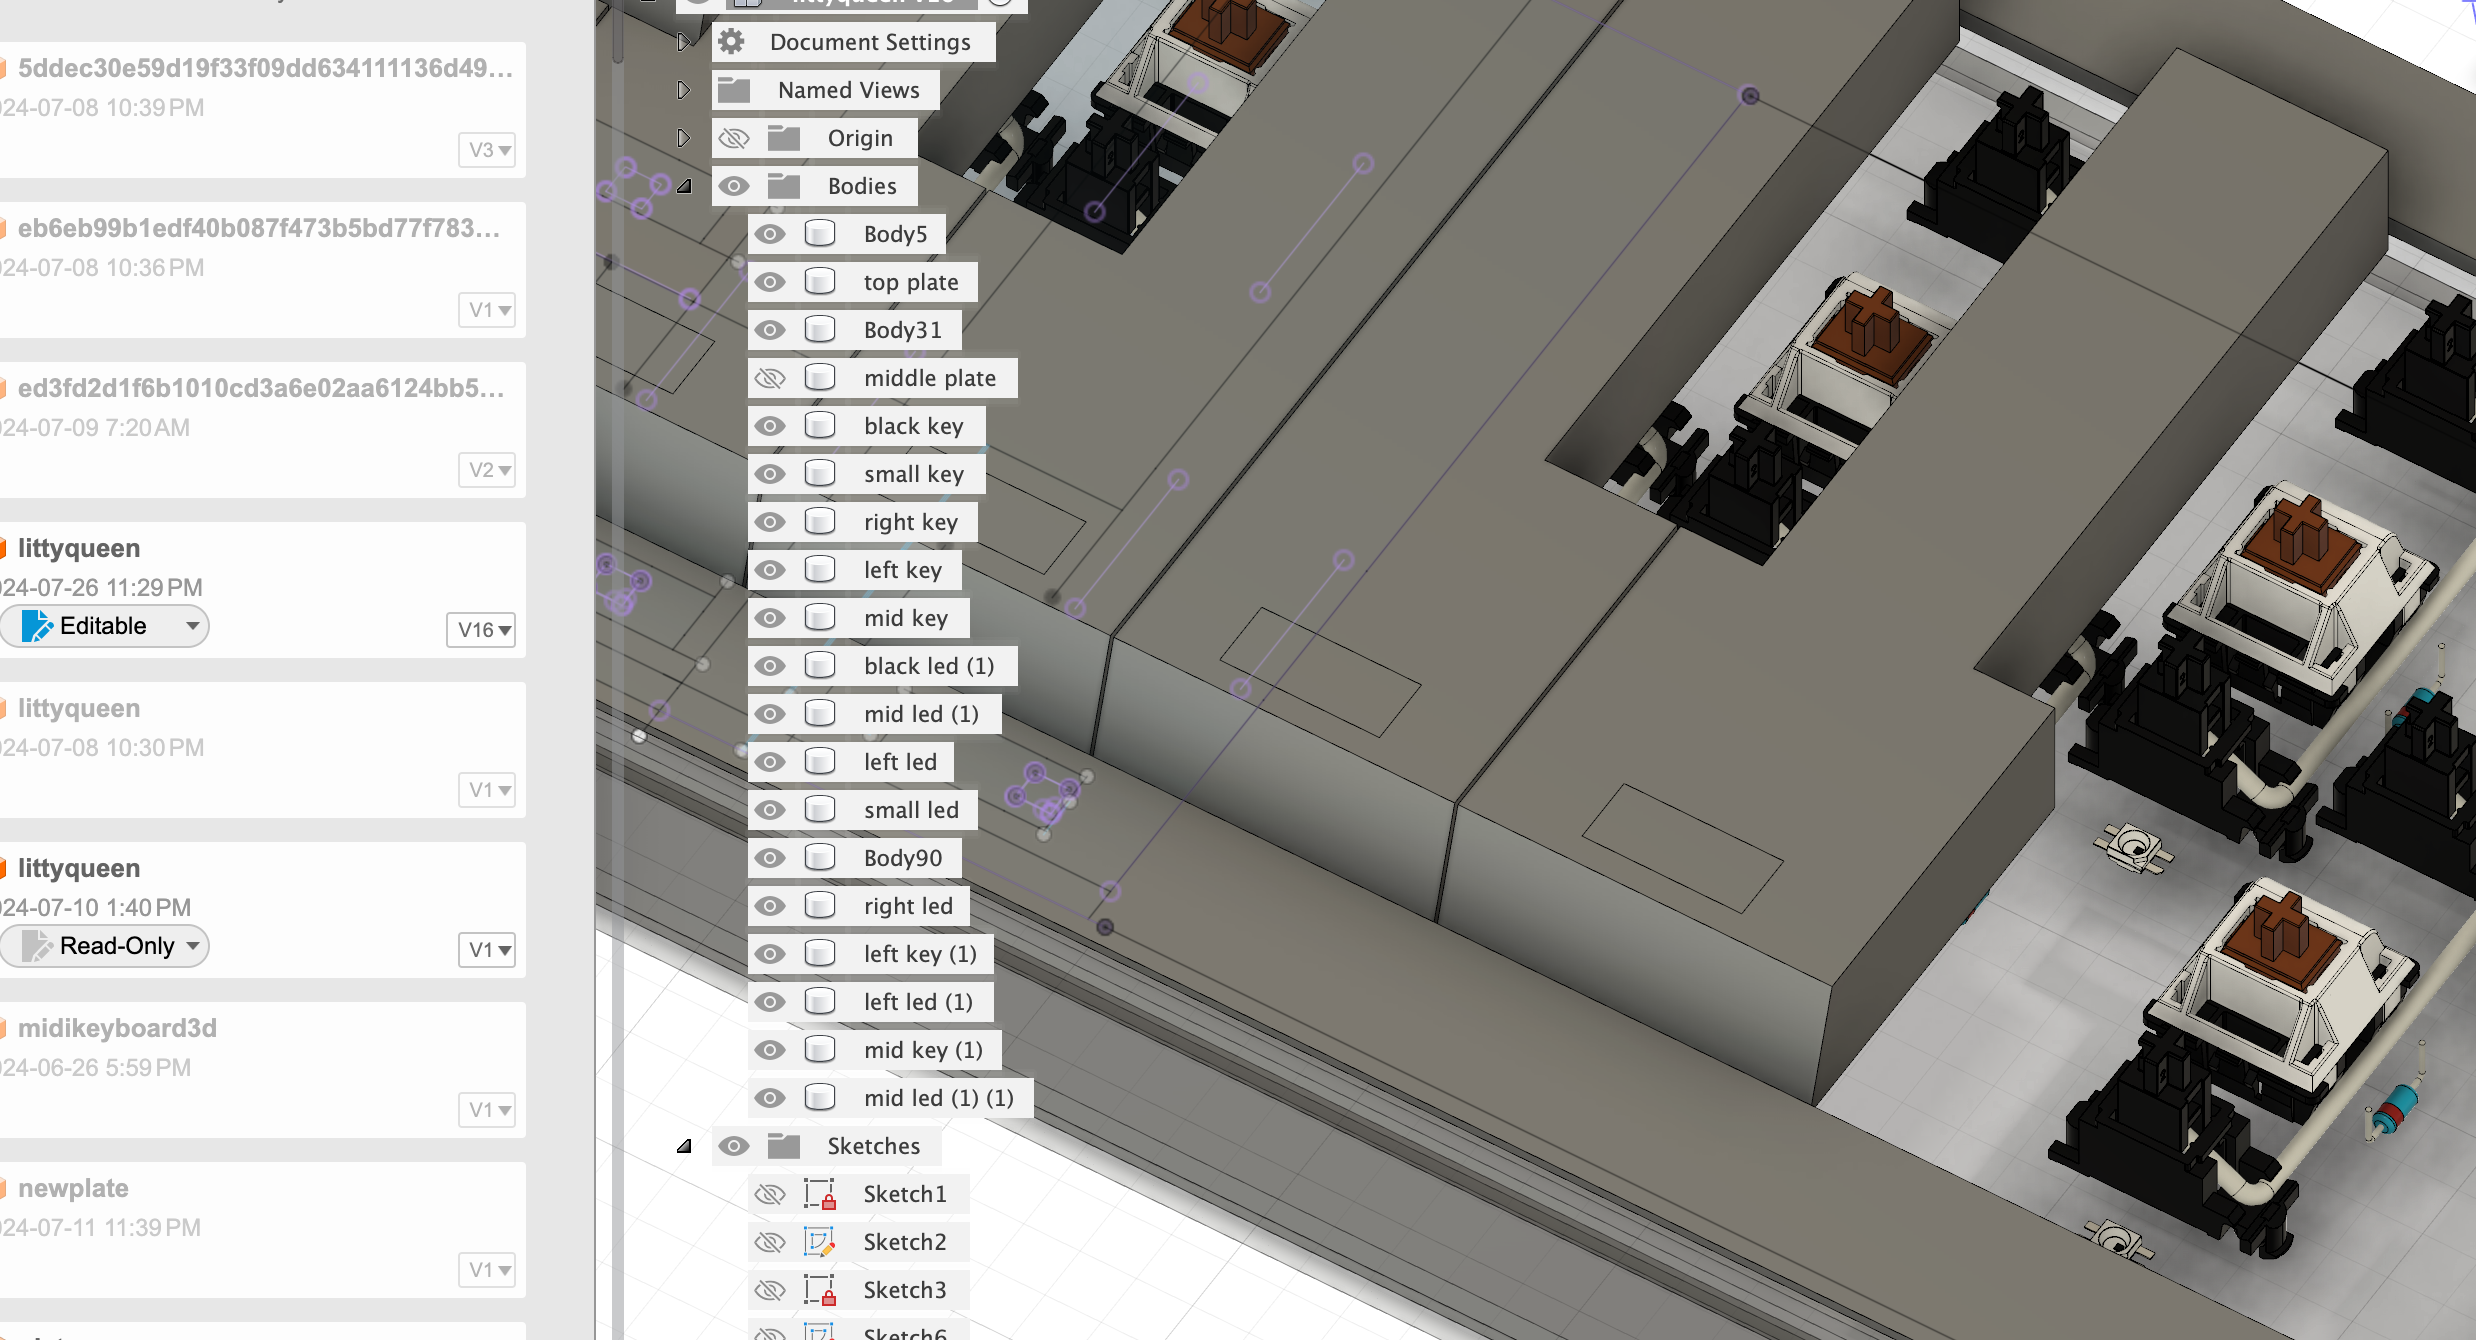 5ddec30e59d19f33f09dd634111136d49...
24-07-08 10:39 PM
V3
eb6eb99b1edf40b087f473b5bd77f783...
24-07-08 10:36 PM
V1
ed3fd2d1f6b1010cd3a6e02aa6124bb5...
24-07-09 7:20 AM
V2
littyqueen
24-07-26 11:29 PM
Editable
V16
littyqueen
24-07-08 10:30 PM
V1
littyqueen
24-07-10 1:40 PM
Read-Only
V1
midikeyboard3d
24-06-26 5:59 PM
V1
newplate
24-07-11 11:39 PM
V1
littyqueen v16
Document Settings
Named Views
Origin
Bodies
Body5
top plate
Body31
middle plate
black key
small key
right key
left key
mid key
black led (1)
mid led (1)
left led
small led
Body90
right led
left key (1)
left led (1)
mid key (1)
mid led (1) (1)
Sketches
Sketch1
Sketch2
Sketch3
Sketch6